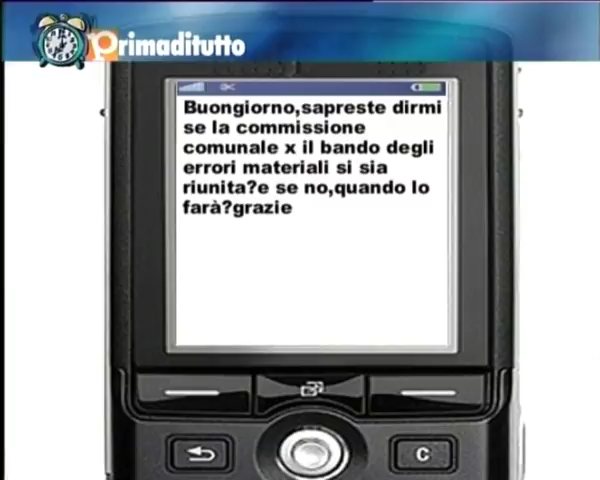 Primaditutto
Buongiorno,sapreste dirmi
se la commissione
comunale x il bando degli
errori materiali si sia
riunita?e se no,quando lo
farà?grazie
C